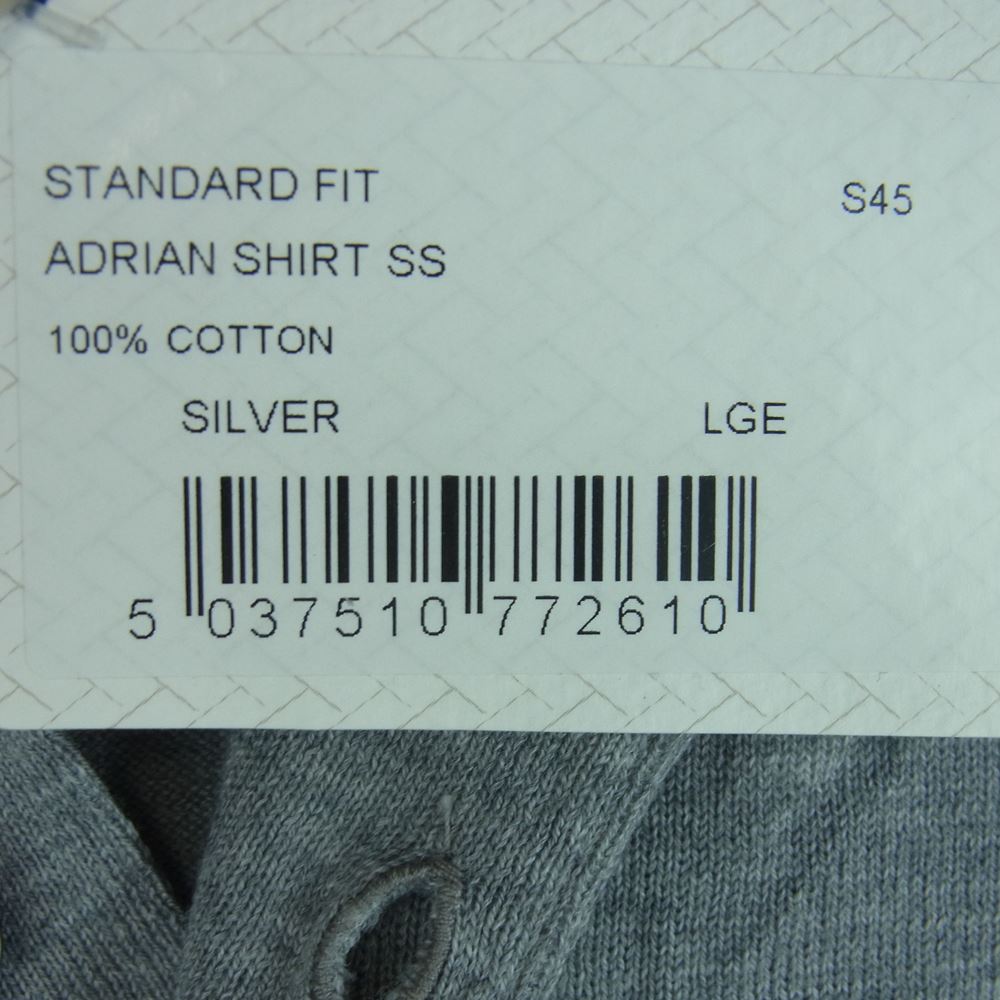 STANDARD FIT
S45
ADRIAN SHIRT SS
100% COTTON
SILVER LGE
5 037510 772610